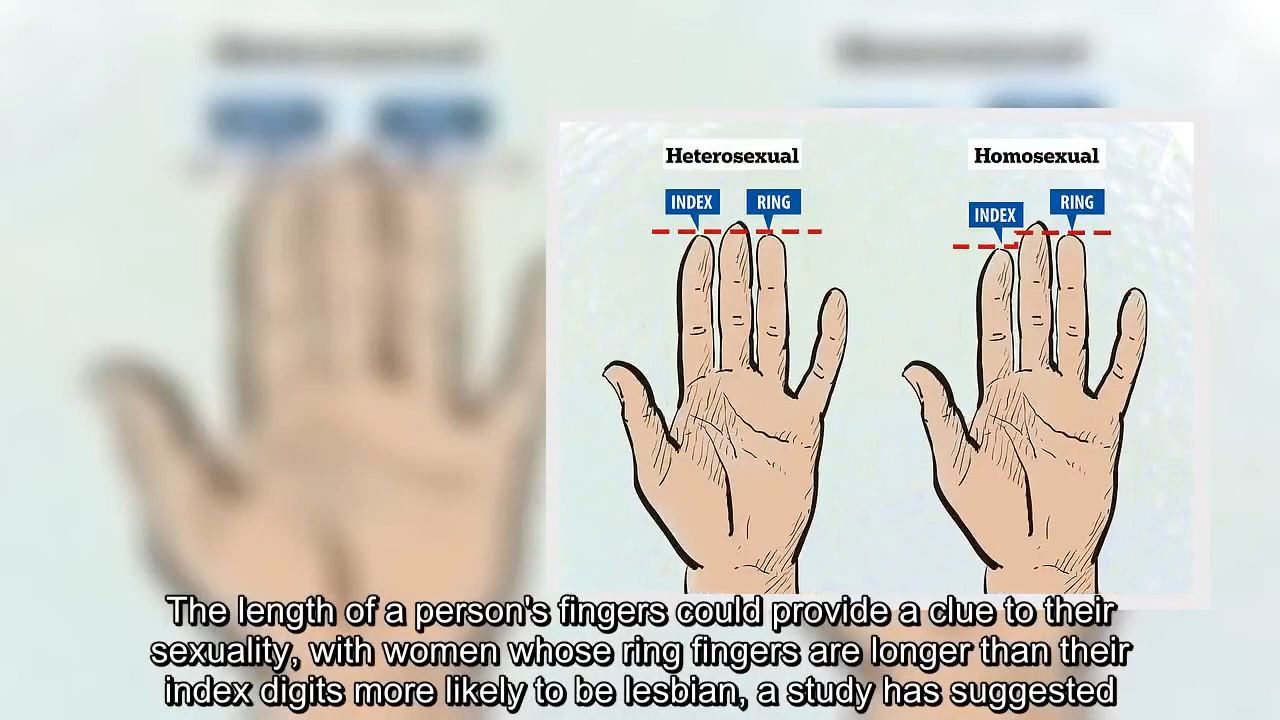 Heterosexual
Homosexual
INDEX
RING
INDEX
RING
The length of a person's fingers could provide a clue to their
sexuality, with women whose ring fingers are longer than their
index digits more likely to be lesbian, a study has suggested